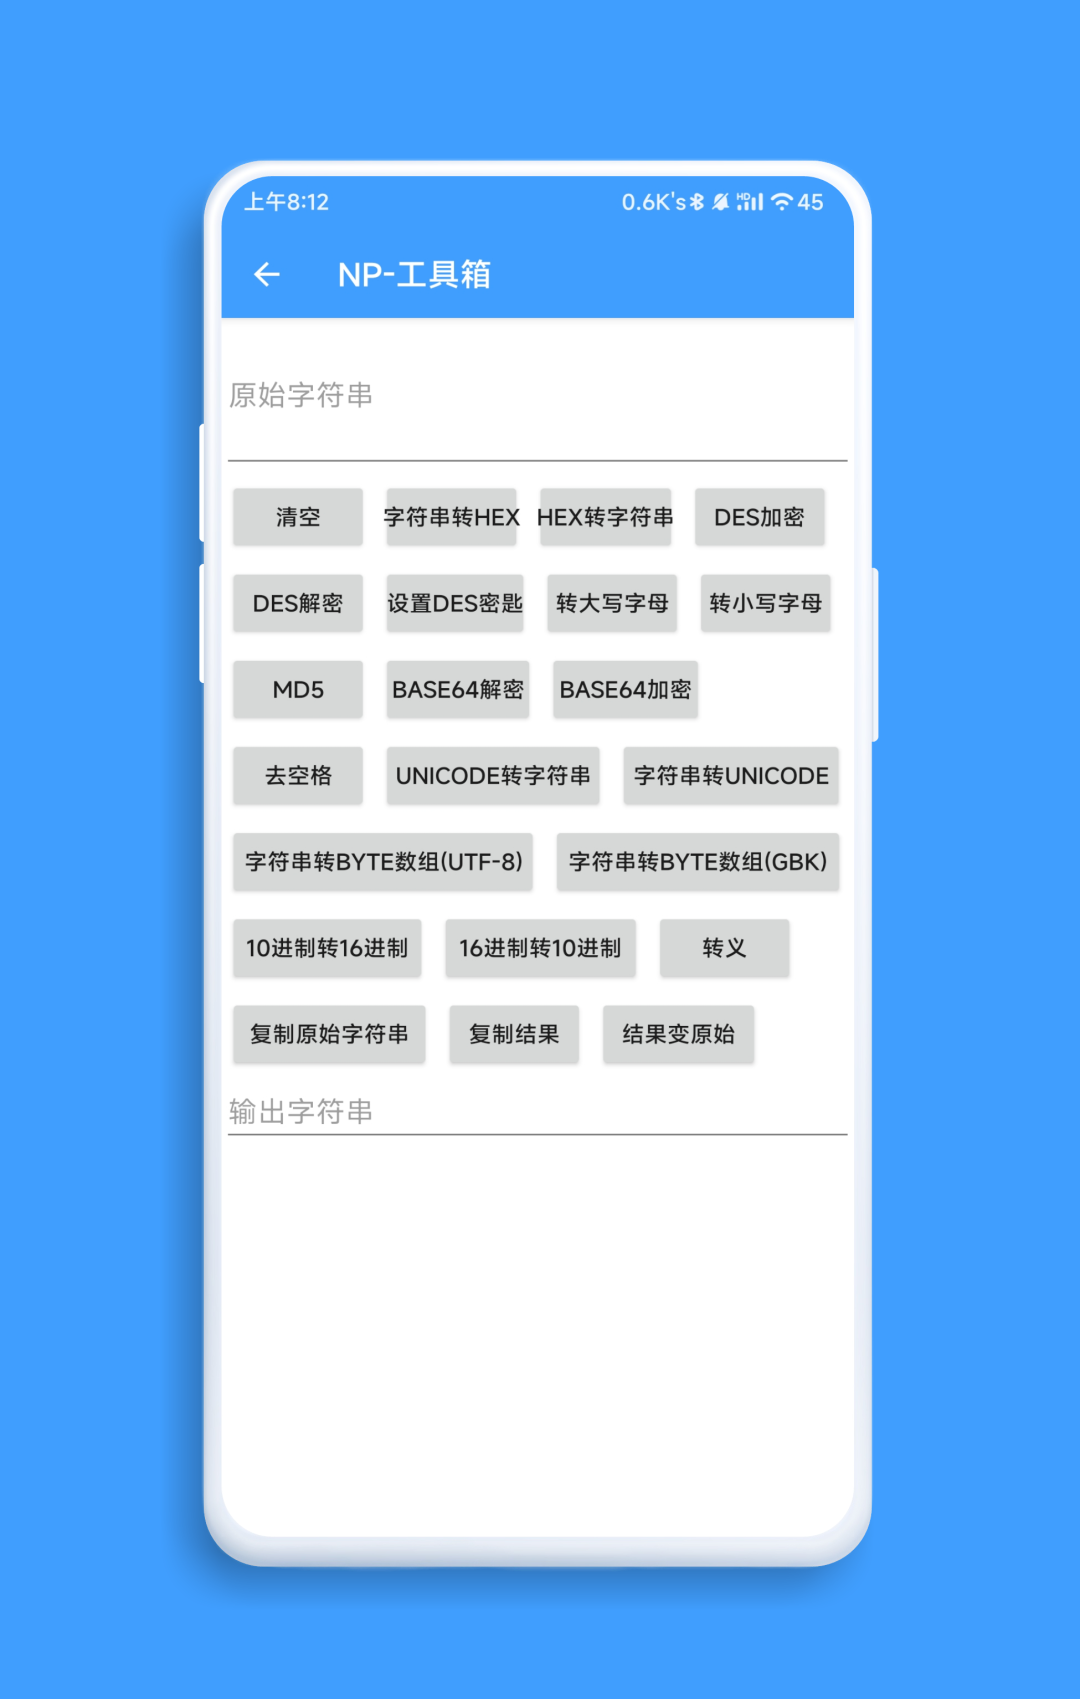 上午8:12 0.6K's HD 45
NP-工具箱
原始字符串
清空 字符串转HEX HEX转字符串 DES加密
DES解密 设置DES密匙 转大写字母 转小写字母
MD5 BASE64解密 BASE64加密
去空格 UNICODE转字符串 字符串转UNICODE
字符串转BYTE数组(UTF-8) 字符串转BYTE数组(GBK)
10进制转16进制 16进制转10进制 转义
复制原始字符串 复制结果 结果变原始
输出字符串